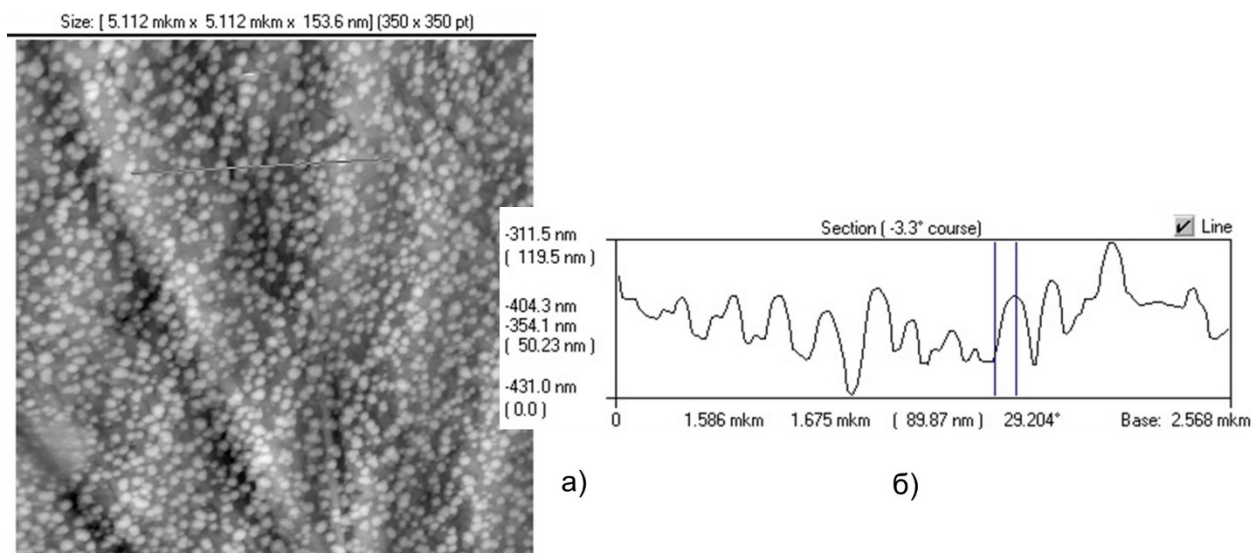 Size: [ 5.112 mkm x 5.112 mkm x 153.6 nm] (350 x 350 pt)
Section ( -3.3° course)
Line
-311.5 nm
( 119.5 nm )
-404.3 nm
-354.1 nm
( 50.23 nm )
-431.0 nm
( 0.0 )
0 1.586 mkm 1.675 mkm ( 89.87 nm ) 29.204° Base: 2.568 mkm
а) б)